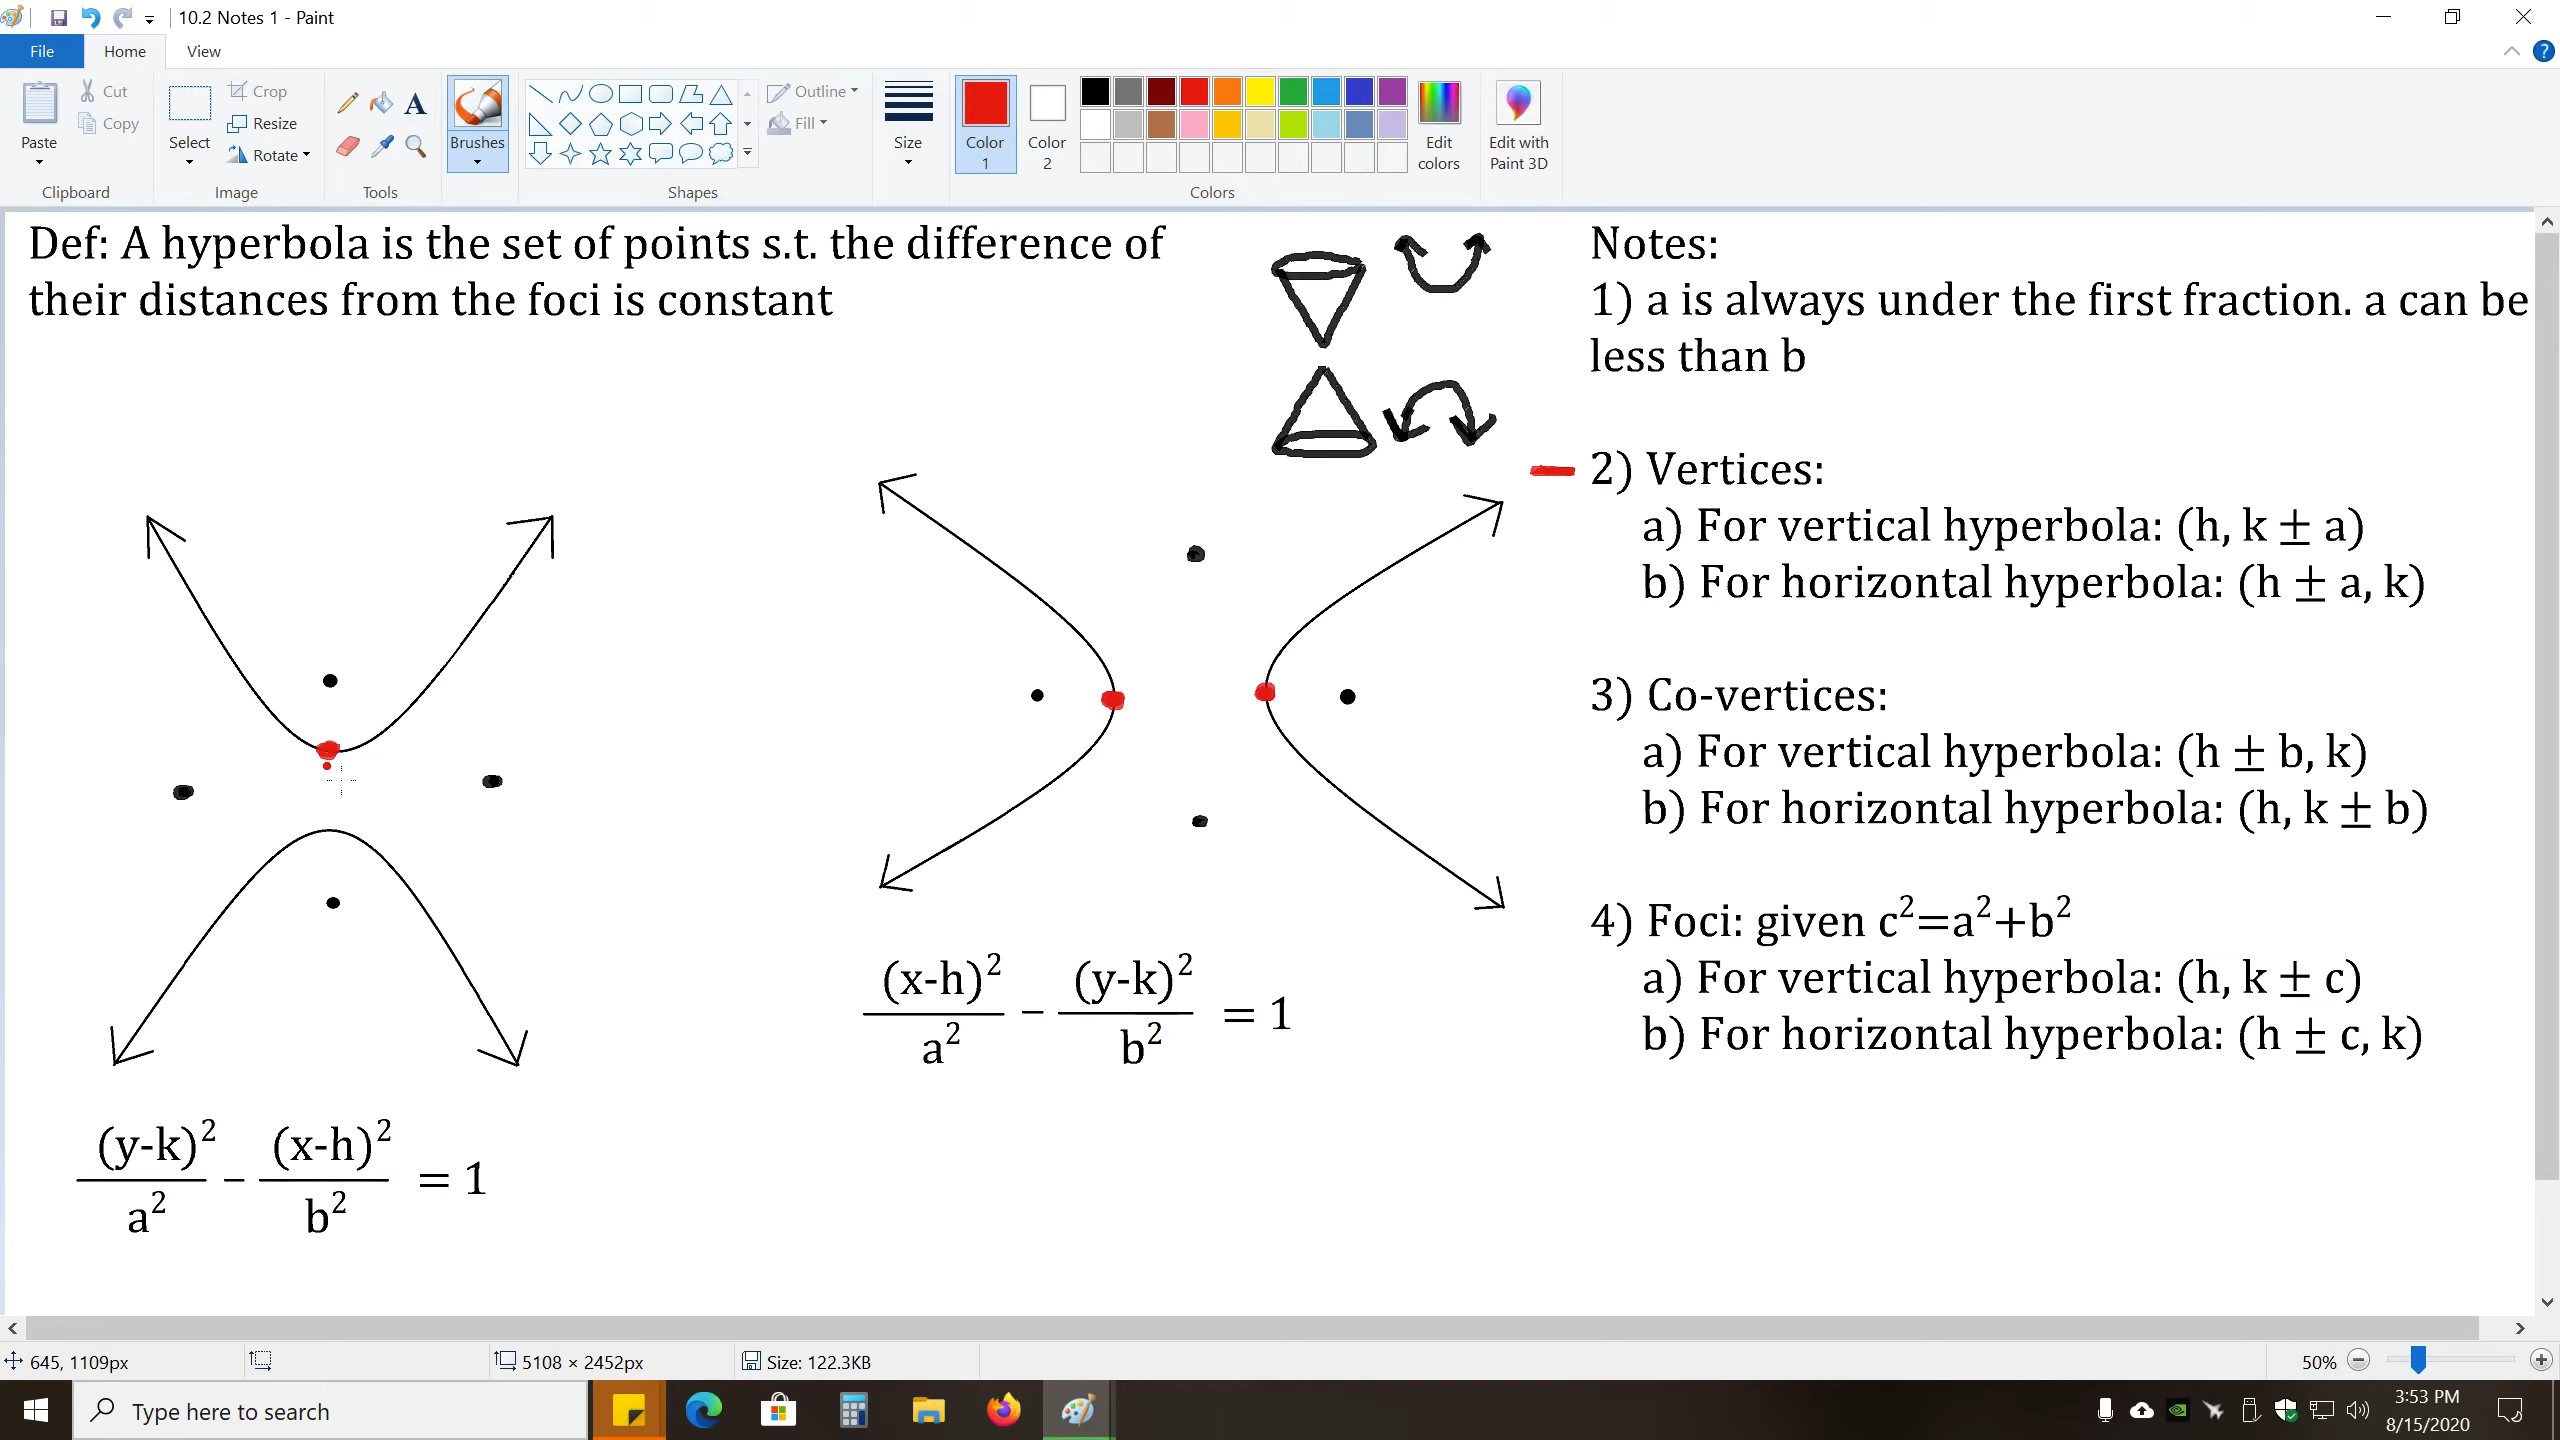 10.2 Notes 1 - Paint
File Home View
Paste
Cut
Copy
Clipboard
Select
Crop
Resize
Rotate
Image
A
Tools
Brushes
Shapes
Outline
Fill
Size
Color 1
Color 2
Colors
Edit colors
Edit with Paint 3D
?
Def: A hyperbola is the set of points s.t. the difference of
their distances from the foci is constant
(y-k)² / a² − (x-h)² / b² = 1
(x-h)² / a² − (y-k)² / b² = 1
Notes:
1) a is always under the first fraction. a can be
less than b
2) Vertices:
a) For vertical hyperbola: (h, k ± a)
b) For horizontal hyperbola: (h ± a, k)
3) Co-vertices:
a) For vertical hyperbola: (h ± b, k)
b) For horizontal hyperbola: (h, k ± b)
4) Foci: given c²=a²+b²
a) For vertical hyperbola: (h, k ± c)
b) For horizontal hyperbola: (h ± c, k)
645, 1109px
5108 × 2452px
Size: 122.3KB
50%
Type here to search
3:53 PM
8/15/2020